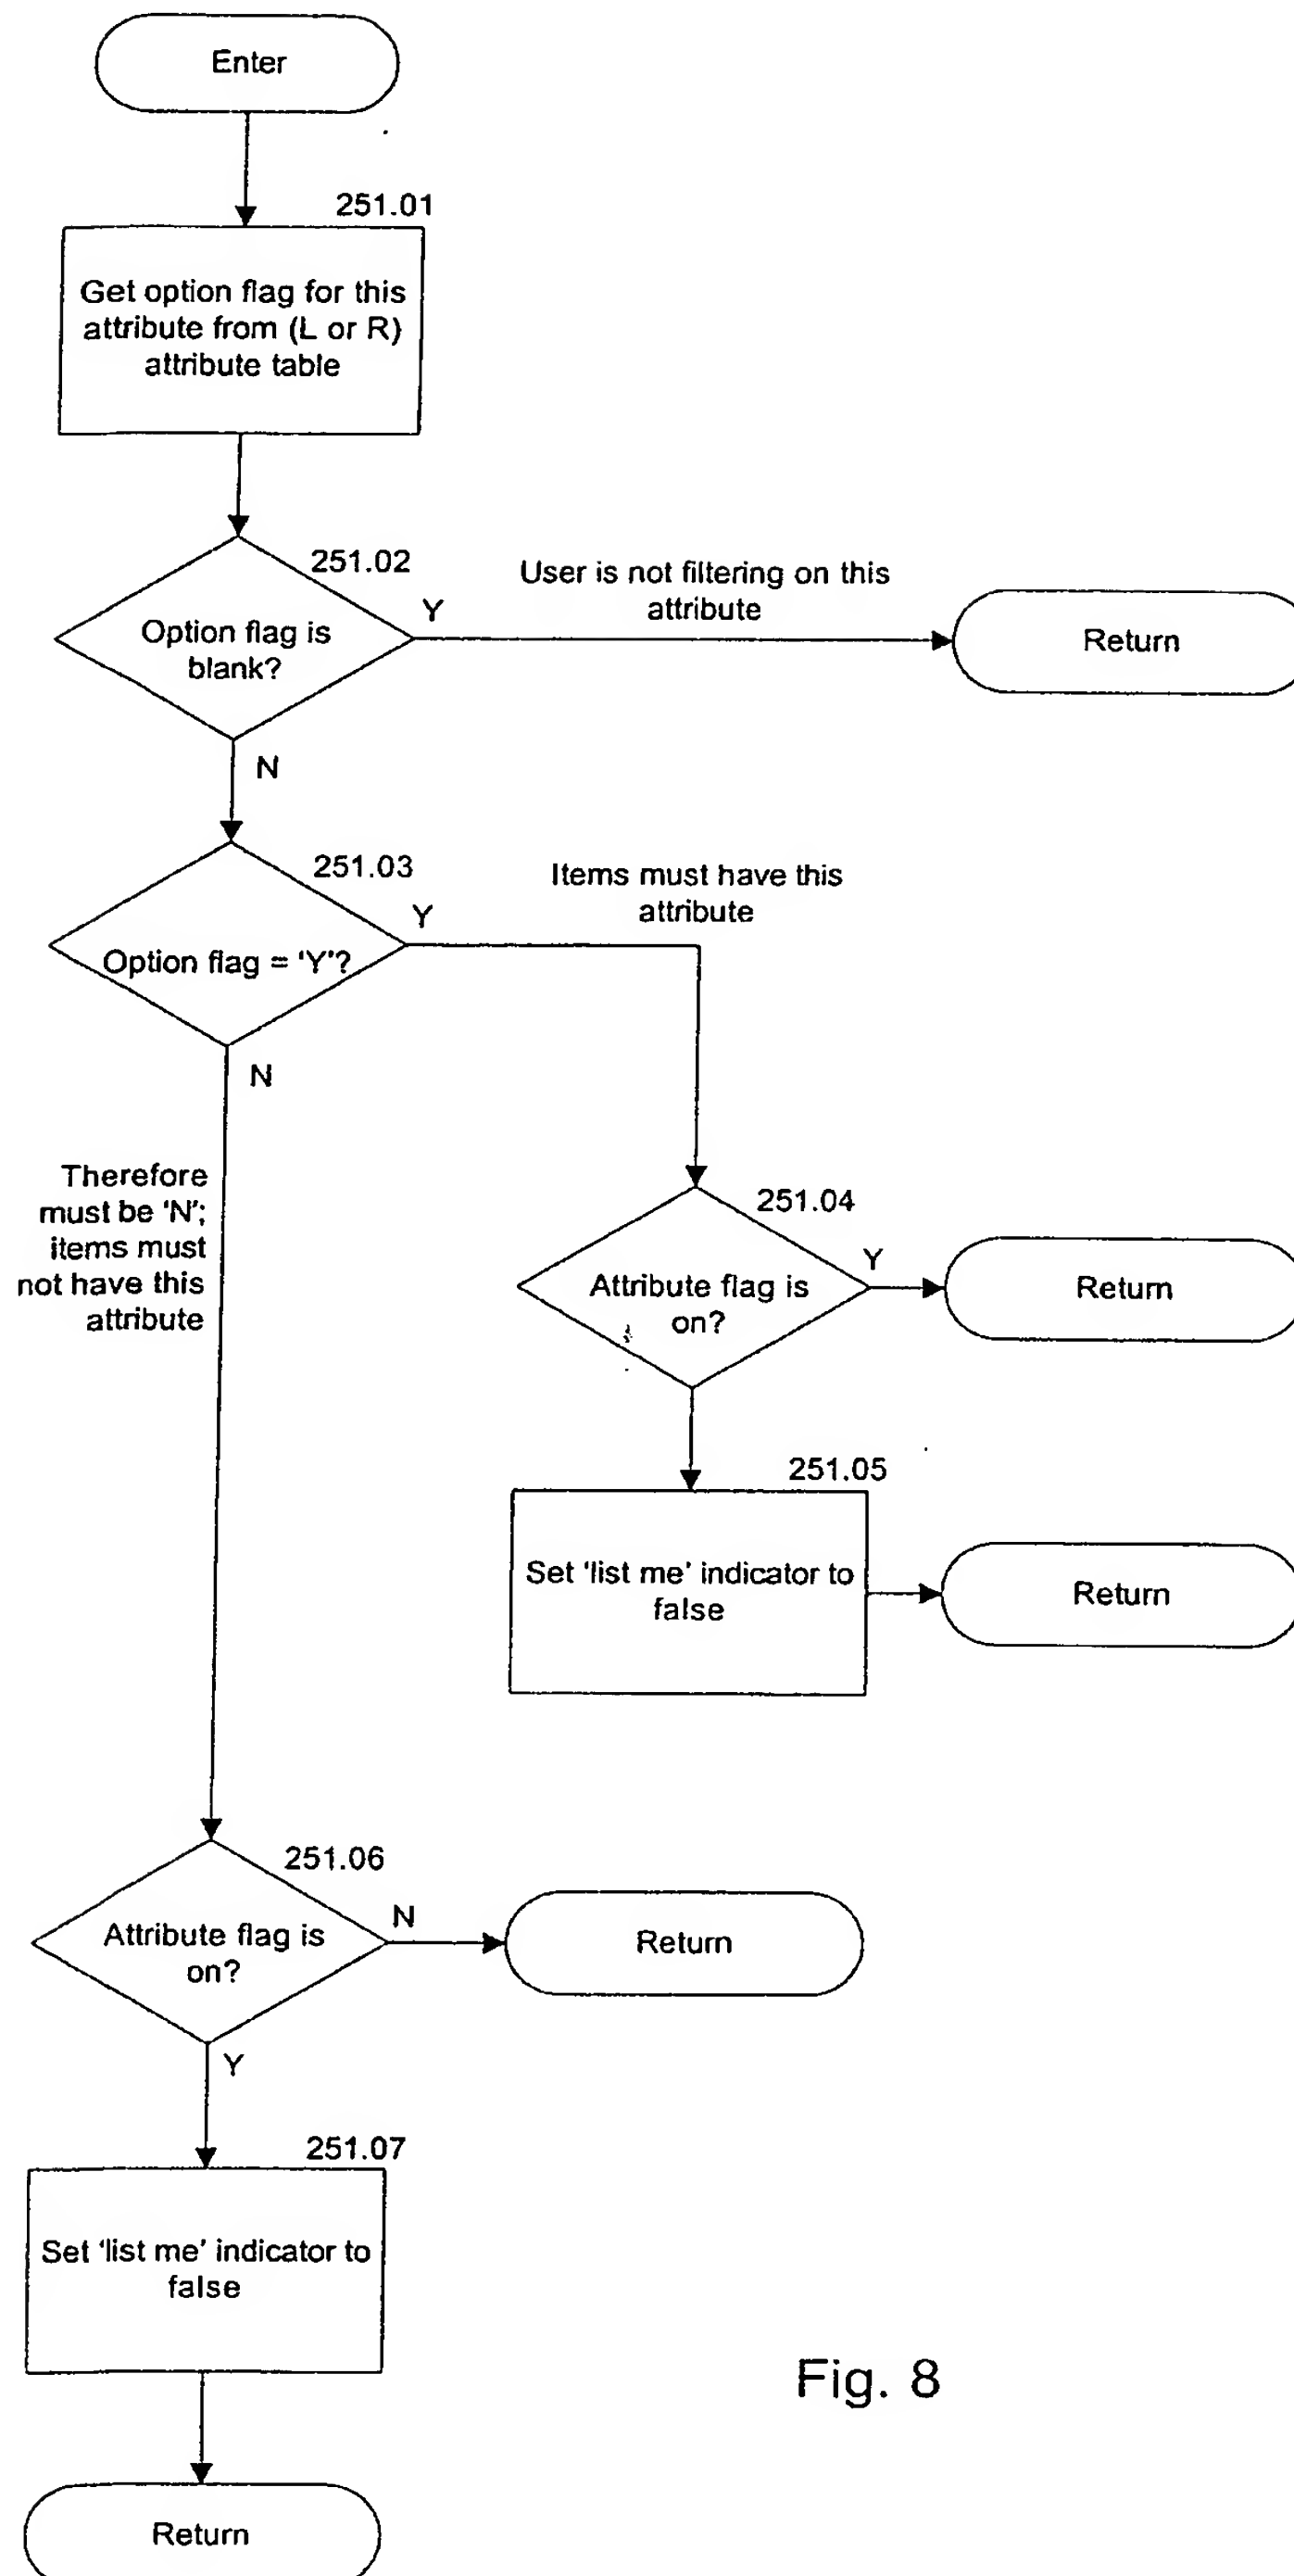 Enter
251.01
Get option flag for this
attribute from (L or R)
attribute table
251.02
Option flag is
blank?
Y
User is not filtering on this
attribute
Return
N
251.03
Option flag = ‘Y’?
Y
Items must have this
attribute
N
Therefore
must be ‘N’;
items must
not have this
attribute
251.04
Attribute flag is
on?
Y
Return
251.05
Set ‘list me’ indicator to
false
Return
251.06
Attribute flag is
on?
N
Return
Y
251.07
Set ‘list me’ indicator to
false
Return
Fig. 8